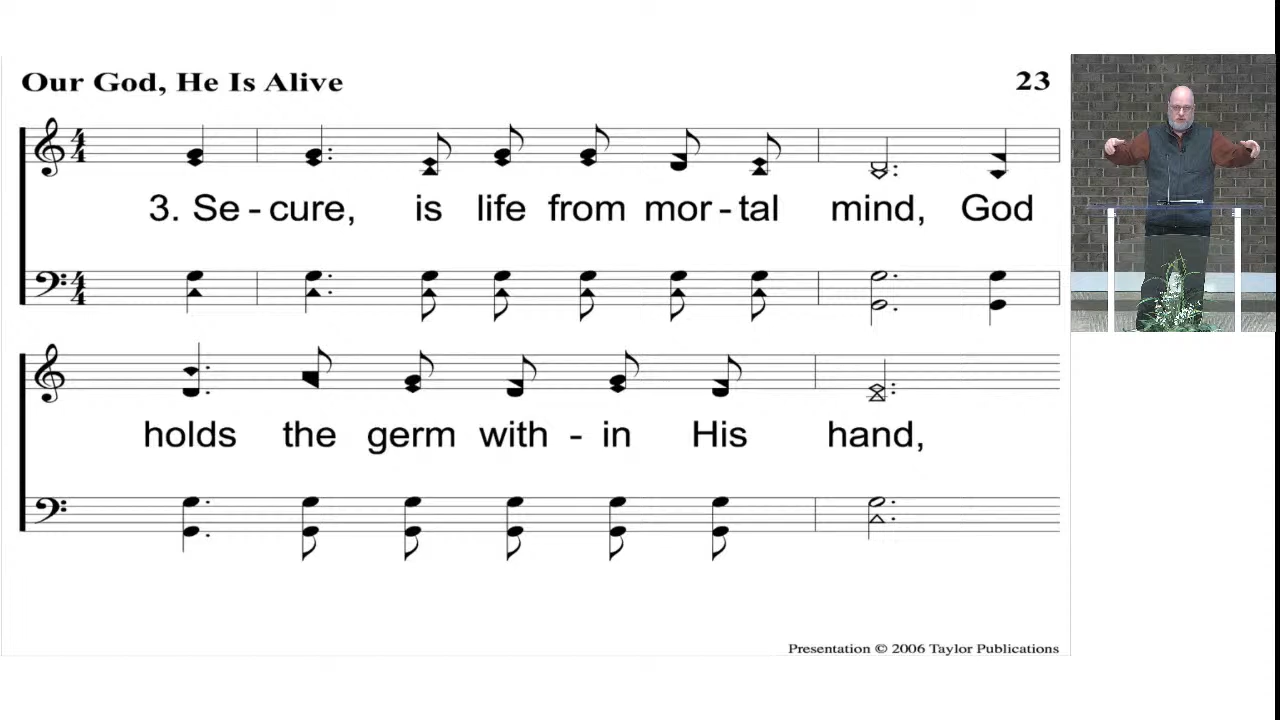 Our God, He Is Alive 23
3. Se - cure, is life from mor - tal mind, God
holds the germ with - in His hand,
Presentation © 2006 Taylor Publications